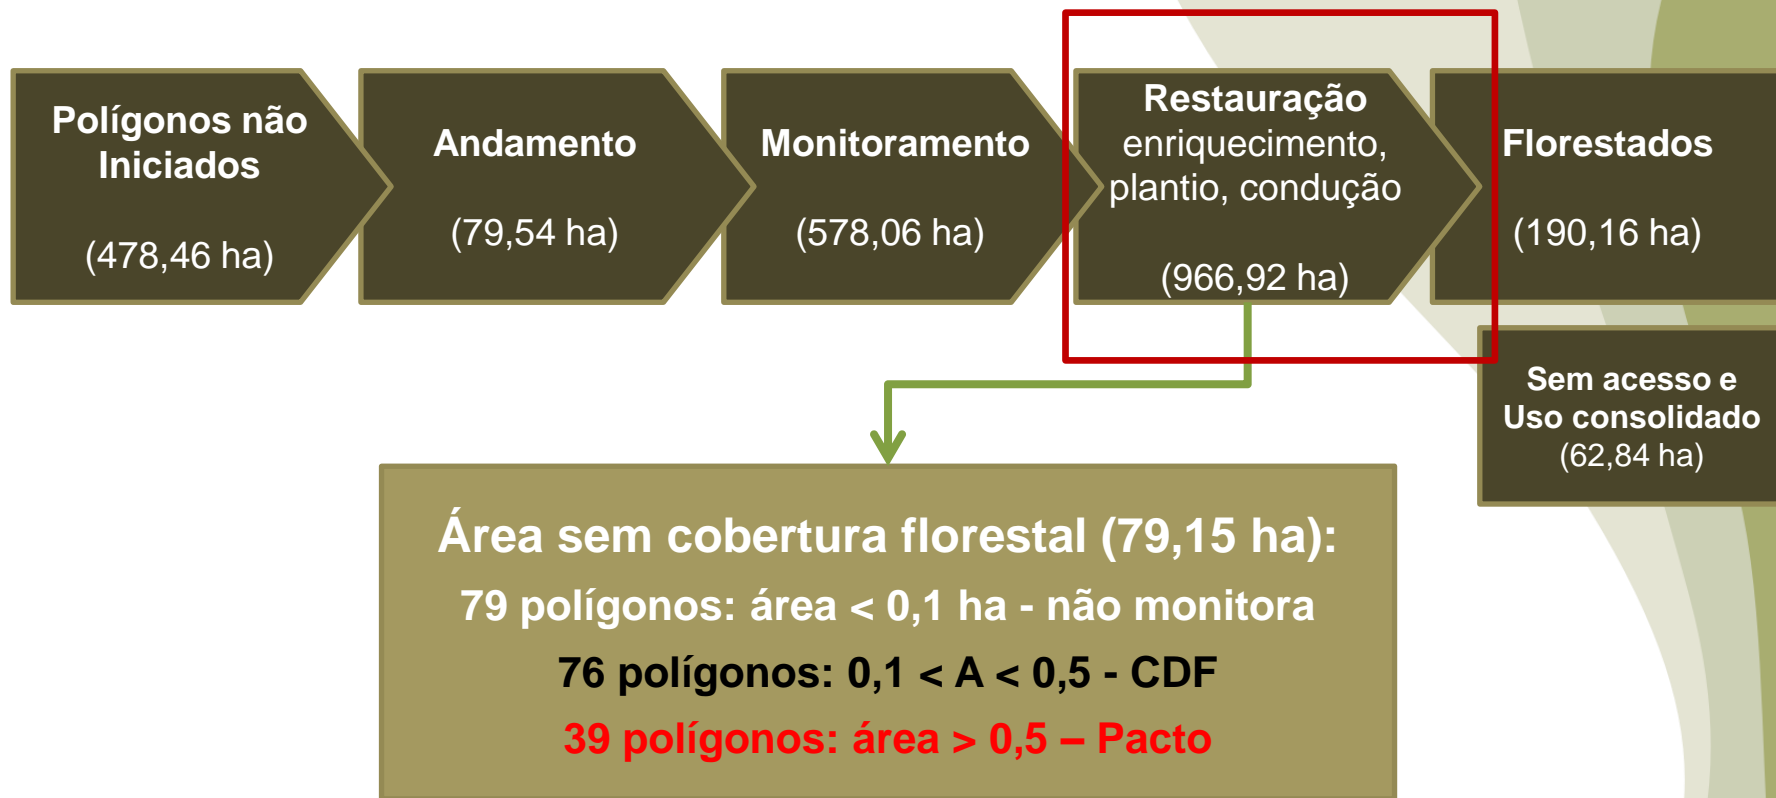 Polígonos não
Iniciados
(478,46 ha)
Andamento
(79,54 ha)
Monitoramento
(578,06 ha)
Restauração
enriquecimento,
plantio, condução
(966,92 ha)
Florestados
(190,16 ha)
Sem acesso e
Uso consolidado
(62,84 ha)
Área sem cobertura florestal (79,15 ha):
79 polígonos: área < 0,1 ha - não monitora
76 polígonos: 0,1 < A < 0,5 - CDF
39 polígonos: área > 0,5 – Pacto